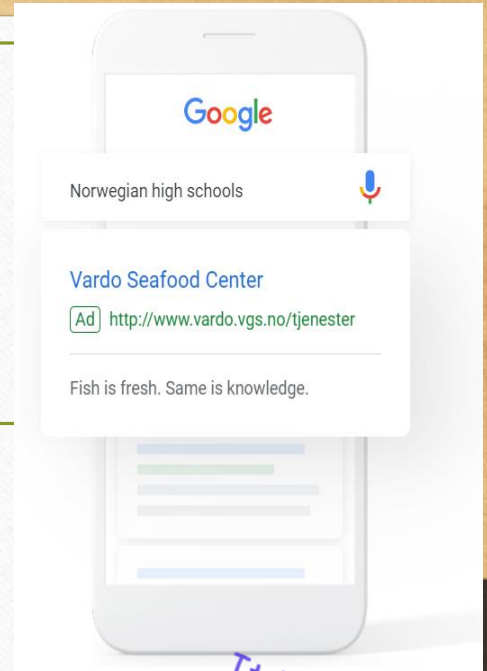 Google
Norwegian high schools
Vardo Seafood Center
Ad http://www.vardo.vgs.no/tjenester
Fish is fresh. Same is knowledge.